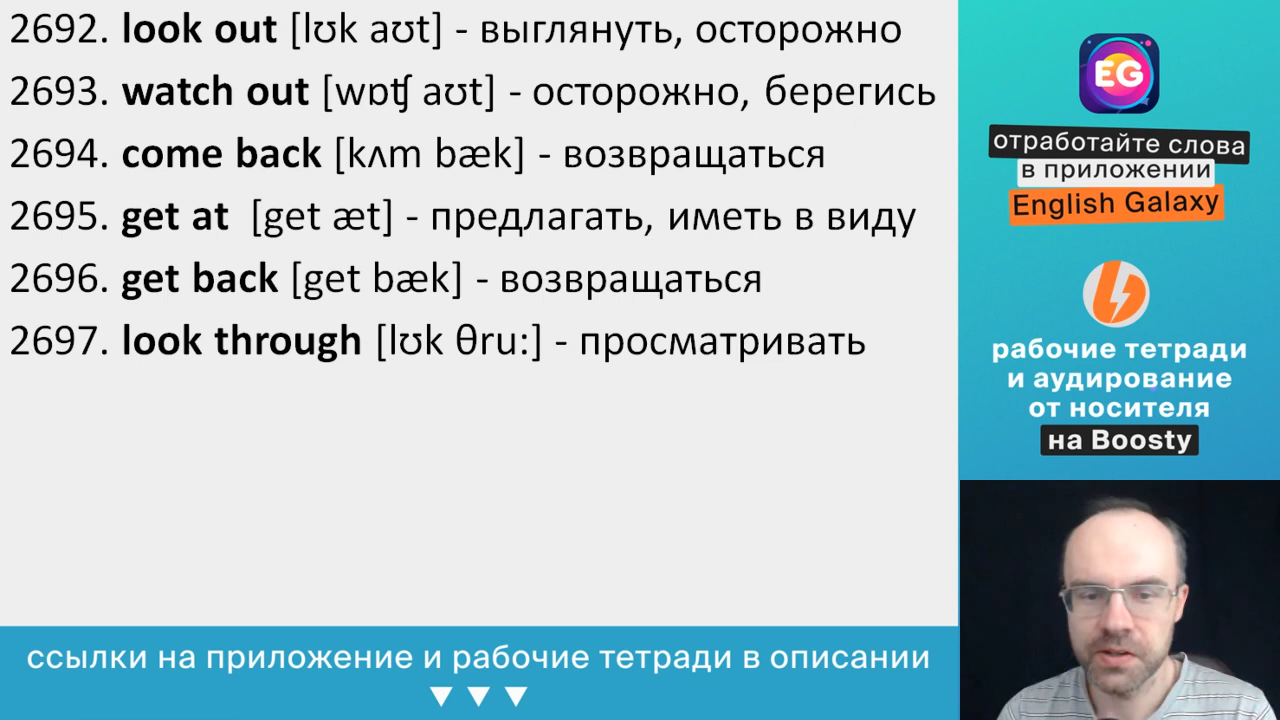 2692. look out [lʊk aʊt] - выглянуть, осторожно
2693. watch out [wɒʧ aʊt] - осторожно, берегись
2694. come back [kʌm bæk] - возвращаться
2695. get at [get æt] - предлагать, иметь в виду
2696. get back [get bæk] - возвращаться
2697. look through [lʊk θru:] - просматривать
EG
отработайте слова
в приложении
English Galaxy
рабочие тетради
и аудирование
от носителя
на Boosty
ссылки на приложение и рабочие тетради в описании